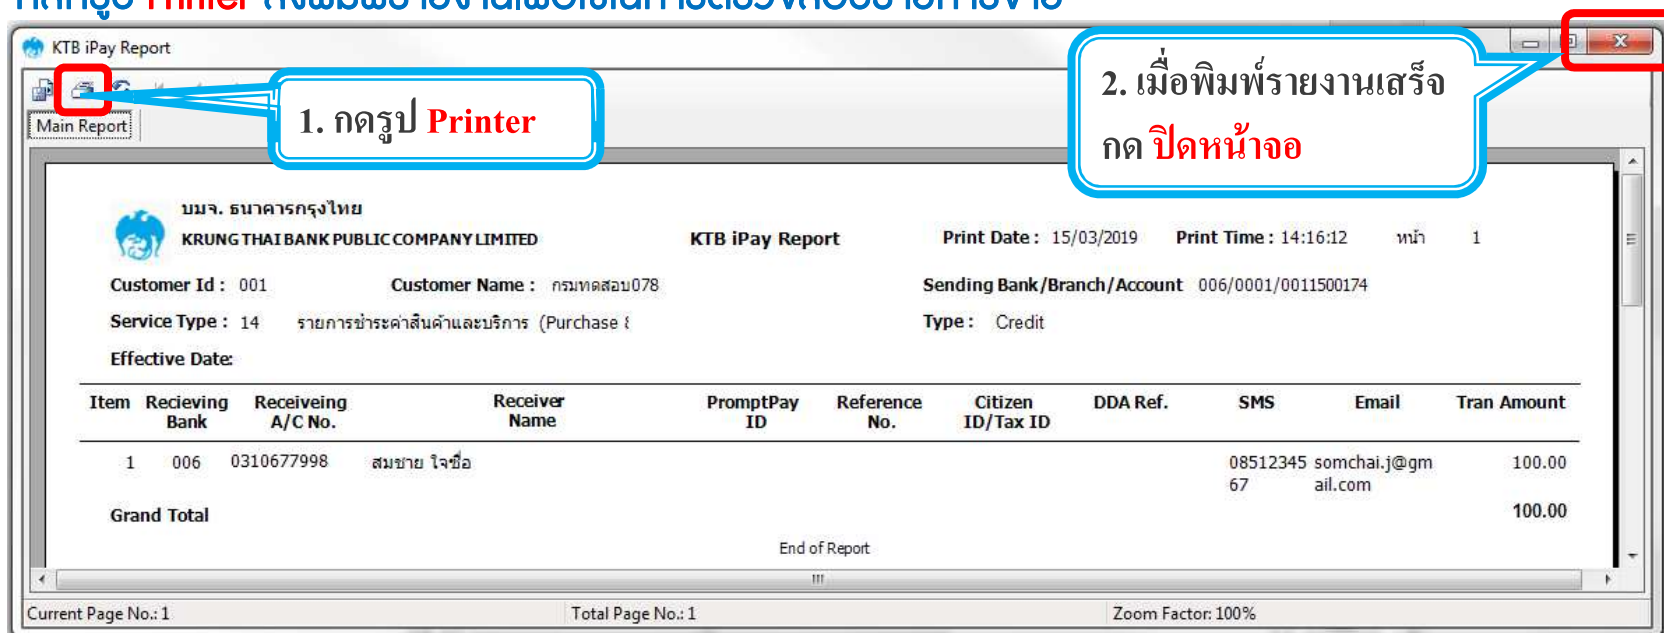 Printer
KTB iPay Report
1. กดรูป Printer
2. เมื่อพิมพ์รายงานเสร็จ
กด ปิดหน้าจอ
Main Report
บมจ. ธนาคารกรุงไทย
KRUNG THAI BANK PUBLIC COMPANY LIMITED KTB iPay Report Print Date : 15/03/2019 Print Time : 14:16:12 หน้า 1
Customer Id : 001 Customer Name : กรมทดสอบ078 Sending Bank/Branch/Account 006/0001/0011500174
Service Type : 14 รายการชำระค่าสินค้าและบริการ (Purchase Type : Credit
Effective Date:
Item Recieving Receiveing Receiver PromptPay Reference Citizen DDA Ref. SMS Email Tran Amount
Bank A/C No. Name ID No. ID/Tax ID
1 006 0310677998 สมชาย ใจซื่อ 08512345 somchai.j@gm 100.00
67 ail.com
Grand Total 100.00
End of Report
Current Page No.: 1 Total Page No.: 1 Zoom Factor: 100%